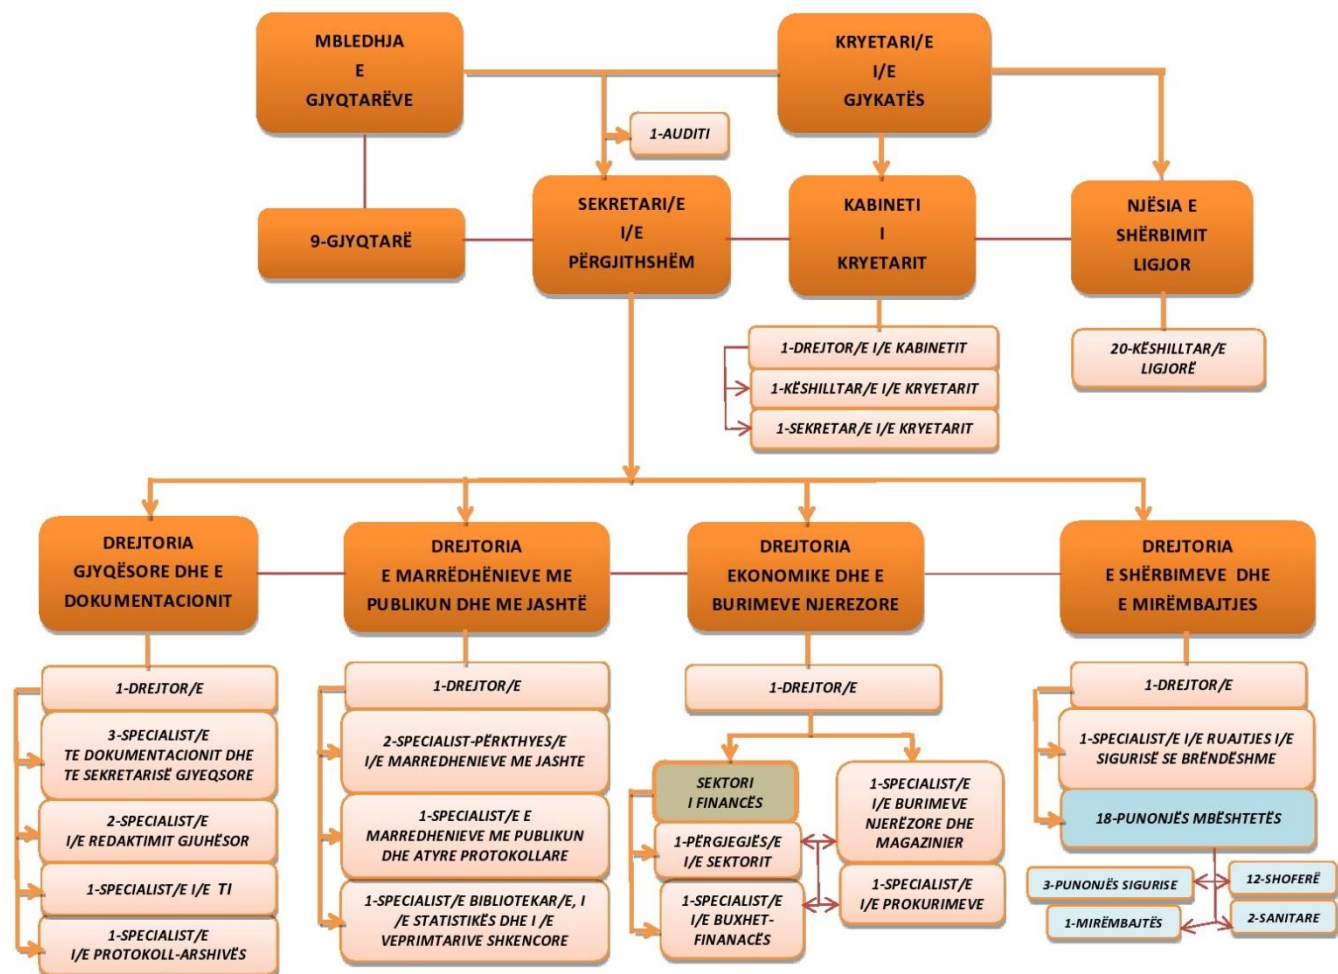 MBLEDHJA
E
GJYQTARËVE
KRYETARI/E
I/E
GJYKATËS
1-AUDITI
9-GJYQTARË
SEKRETARI/E
I/E
PËRGJITHSHËM
KABINETI
I
KRYETARIT
NJËSIA E
SHËRBIMIT
LIGJOR
1-DREJTOR/E I/E KABINETIT
1-KËSHILLTAR/E I/E KRYETARIT
1-SEKRETAR/E I/E KRYETARIT
20-KËSHILLTAR/E
LIGJORË
DREJTORIA
GJYQËSORE DHE E
DOKUMENTACIONIT
DREJTORIA
E MARRËDHËNIEVE ME
PUBLIKUN DHE ME JASHTË
DREJTORIA
EKONOMIKE DHE E
BURIMEVE NJEREZORE
DREJTORIA
E SHËRBIMEVE DHE
E MIRËMBAJTJES
1-DREJTOR/E
3-SPECIALIST/E
TE DOKUMENTACIONIT DHE
TE SEKRETARISË GJYEQSORE
2-SPECIALIST/E
I/E REDAKTIMIT GJUHËSOR
1-SPECIALIST/E I/E TI
1-SPECIALIST/E
I/E PROTOKOLL-ARSHIVËS
1-DREJTOR/E
2-SPECIALIST-PËRKTHYES/E
I/E MARREDHENIEVE ME JASHTE
1-SPECIALIST/E E
MARREDHENIEVE ME PUBLIKUN
DHE ATYRE PROTOKOLLARE
1-SPECIALIST/E BIBLIOTEKAR/E, I
/E STATISTIKËS DHE I/E
VEPRIMTARIVE SHKENCORE
1-DREJTOR/E
SEKTORI
I FINANCËS
1-PËRGJEGJËS/E
I/E SEKTORIT
1-SPECIALIST/E
I/E BUXHET-
FINANACËS
1-SPECIALIST/E
I/E BURIMEVE
NJERËZORE DHE
MAGAZINIER
1-SPECIALIST/E
I/E PROKURIMEVE
1-DREJTOR/E
1-SPECIALIST/E I/E RUAJTJES I/E
SIGURISË SE BRËNDËSHME
18-PUNONJËS MBËSHTETËS
3-PUNONJËS SIGURISE
12-SHOFERË
1-MIRËMBAJTËS
2-SANITARE